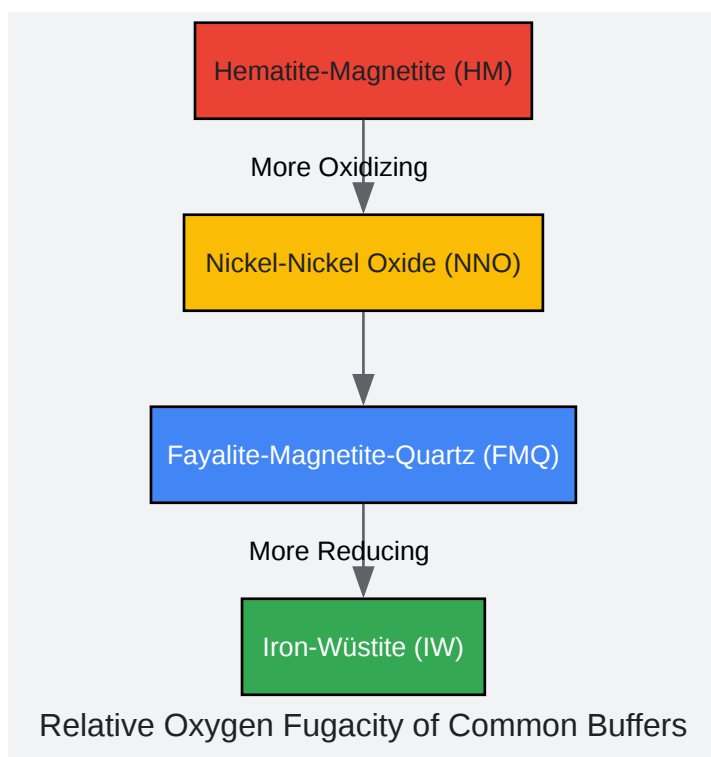 Hematite-Magnetite (HM)
More Oxidizing
Nickel-Nickel Oxide (NNO)
Fayalite-Magnetite-Quartz (FMQ)
More Reducing
Iron-Wüstite (IW)
Relative Oxygen Fugacity of Common Buffers